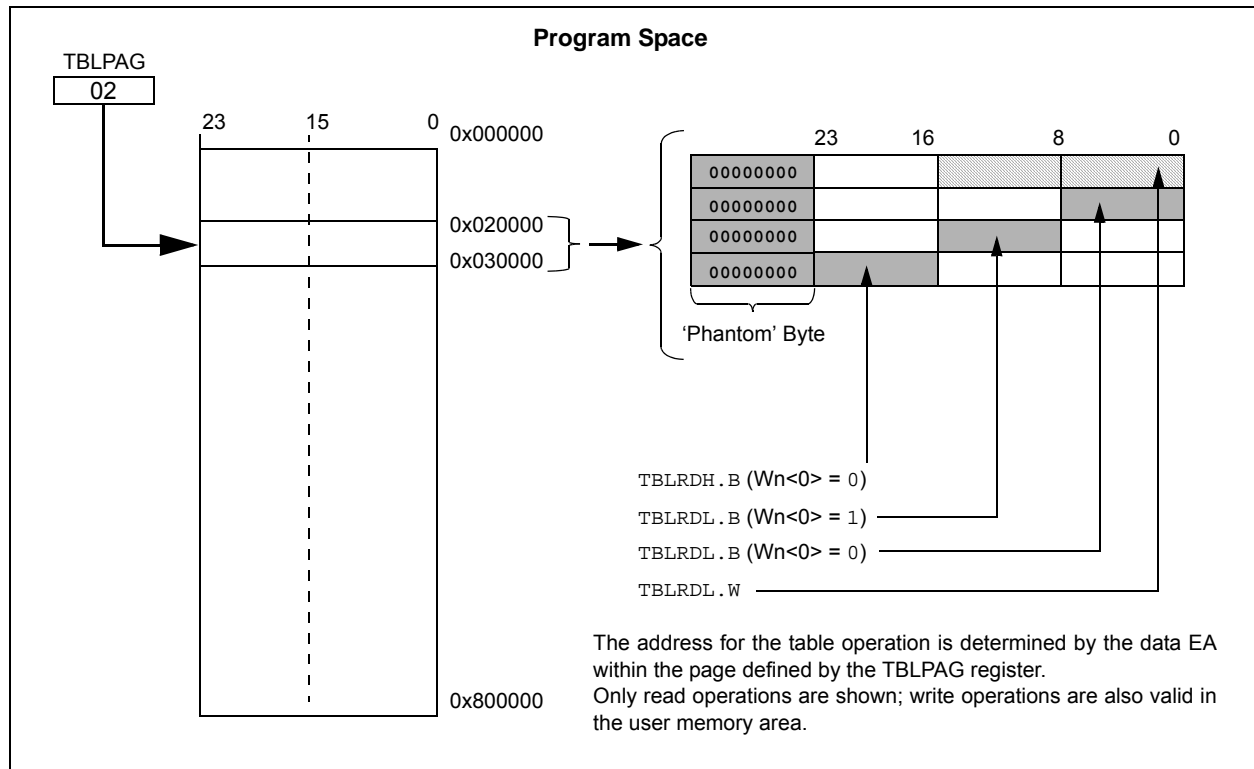 Program Space
TBLPAG
02
23 15 0
0x000000
0x020000
0x030000
0x800000
23 16 8 0
00000000
00000000
00000000
00000000
‘Phantom’ Byte
TBLRDH.B (Wn<0> = 0)
TBLRDL.B (Wn<0> = 1)
TBLRDL.B (Wn<0> = 0)
TBLRDL.W
The address for the table operation is determined by the data EA
within the page defined by the TBLPAG register.
Only read operations are shown; write operations are also valid in
the user memory area.